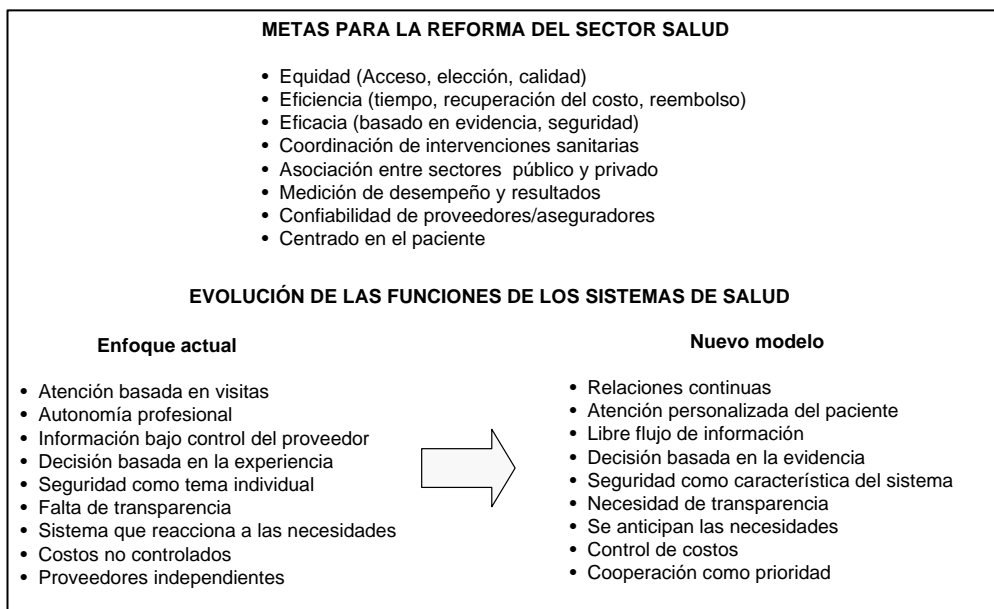 METAS PARA LA REFORMA DEL SECTOR SALUD
• Equidad (Acceso, elección, calidad)
• Eficiencia (tiempo, recuperación del costo, reembolso)
• Eficacia (basado en evidencia, seguridad)
• Coordinación de intervenciones sanitarias
• Asociación entre sectores público y privado
• Medición de desempeño y resultados
• Confiabilidad de proveedores/aseguradores
• Centrado en el paciente
EVOLUCIÓN DE LAS FUNCIONES DE LOS SISTEMAS DE SALUD
Enfoque actual
• Atención basada en visitas
• Autonomía profesional
• Información bajo control del proveedor
• Decisión basada en la experiencia
• Seguridad como tema individual
• Falta de transparencia
• Sistema que reacciona a las necesidades
• Costos no controlados
• Proveedores independientes
Nuevo modelo
• Relaciones continuas
• Atención personalizada del paciente
• Libre flujo de información
• Decisión basada en la evidencia
• Seguridad como característica del sistema
• Necesidad de transparencia
• Se anticipan las necesidades
• Control de costos
• Cooperación como prioridad